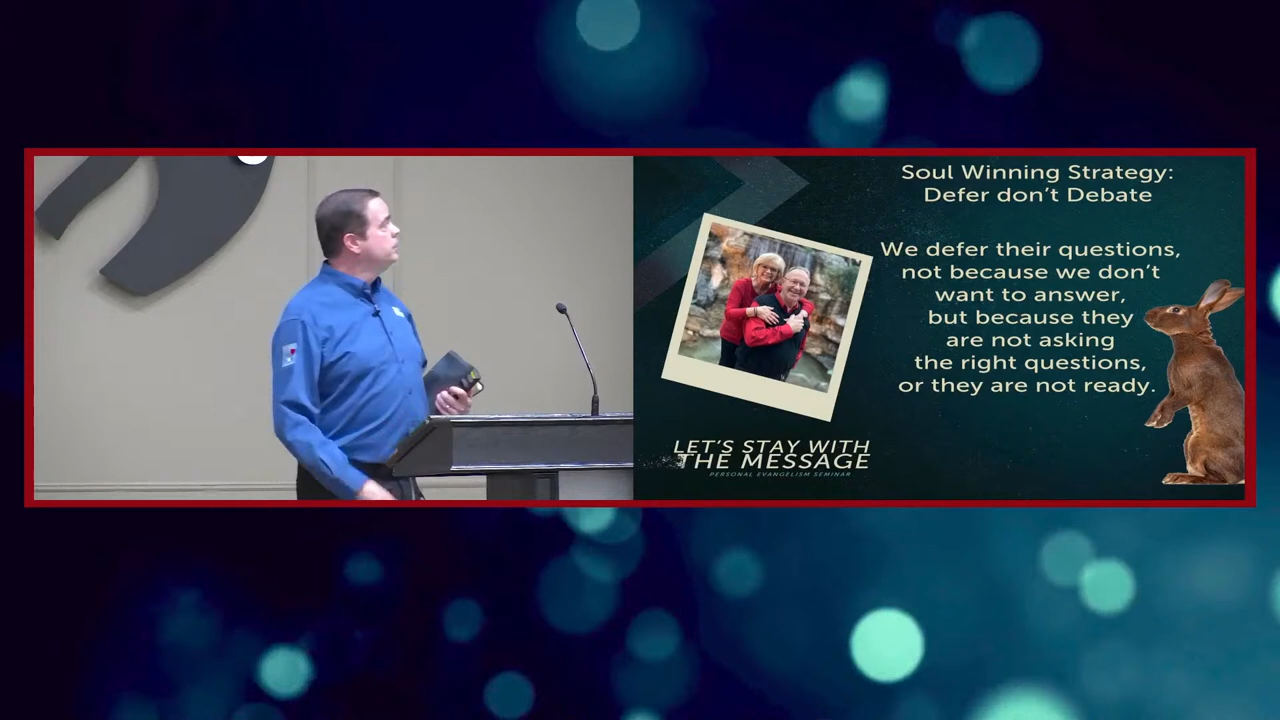 Soul Winning Strategy:
Defer don't Debate
We defer their questions,
not because we don't
want to answer,
but because they
are not asking
the right questions,
or they are not ready.
LET'S STAY WITH
THE MESSAGE
PERSONAL EVANGELISM SEMINAR